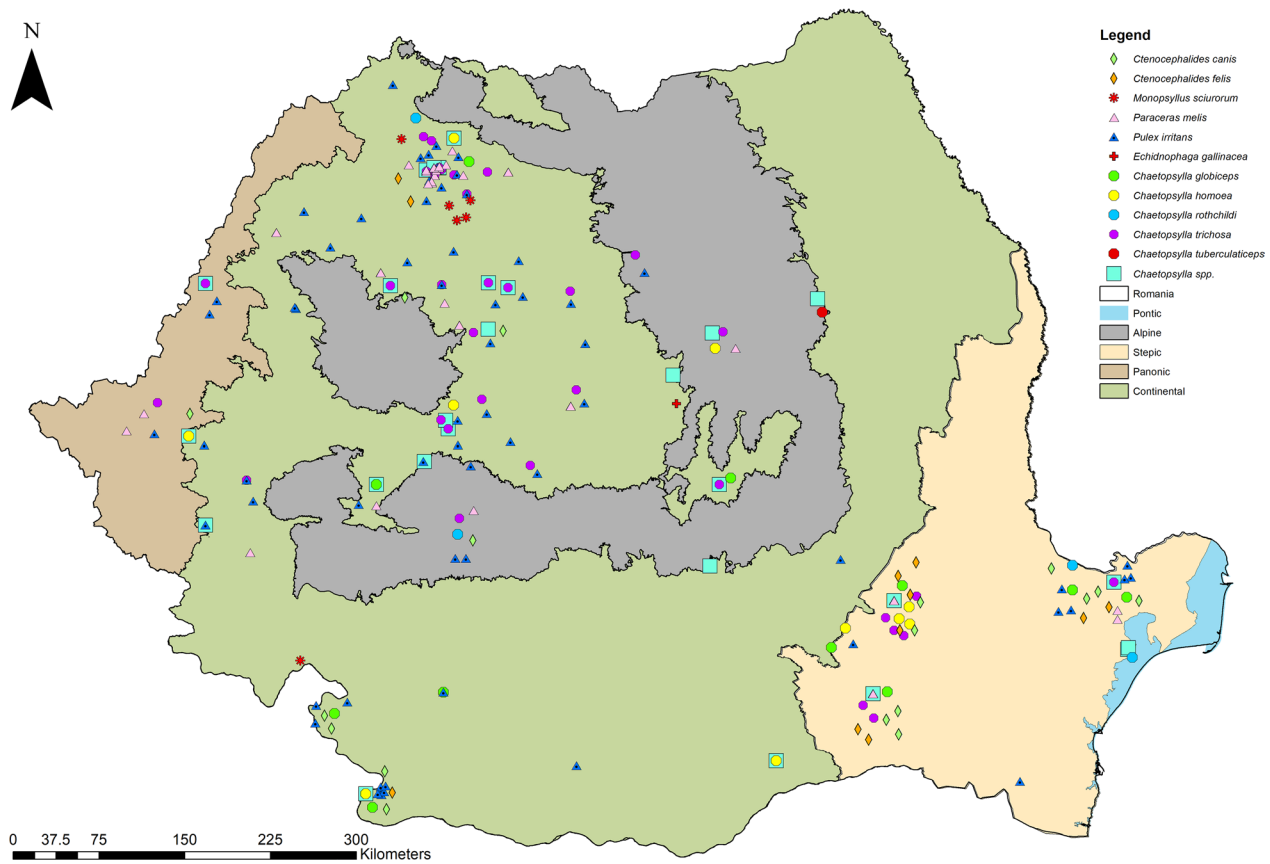 N
Legend
Ctenocephalides canis
Ctenocephalides felis
Monopsyllus sciurorum
Paraceras melis
Pulex irritans
Echidnophaga gallinacea
Chaetopsylla globiceps
Chaetopsylla homoea
Chaetopsylla rothchildi
Chaetopsylla trichosa
Chaetopsylla tuberculaticeps
Chaetopsylla spp.
Romania
Pontic
Alpine
Stepic
Panonic
Continental
0 37.5 75 150 225 300
Kilometers